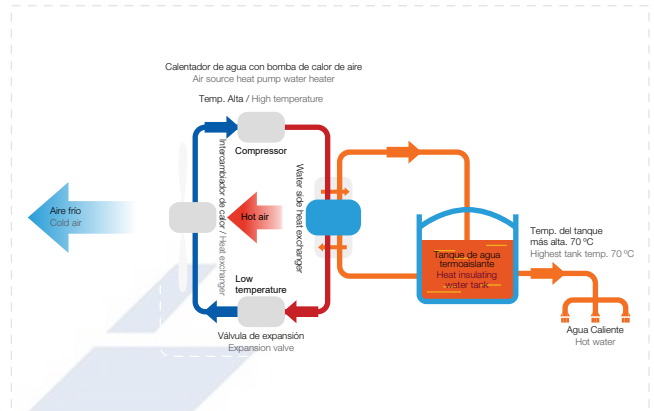 Calentador de agua con bomba de calor de aire
Air source heat pump water heater
Temp. Alta / High temperature
Compressor
Intercambiador de calor / Heat exchanger
Water side heat exchanger
Aire frío
Cold air
Hot air
Low
temperature
Válvula de expansión
Expansion valve
Tanque de agua
termoaislante
Heat insulating
water tank
Temp. del tanque
más alta. 70 ºC
Highest tank temp. 70 ºC
Agua Caliente
Hot water